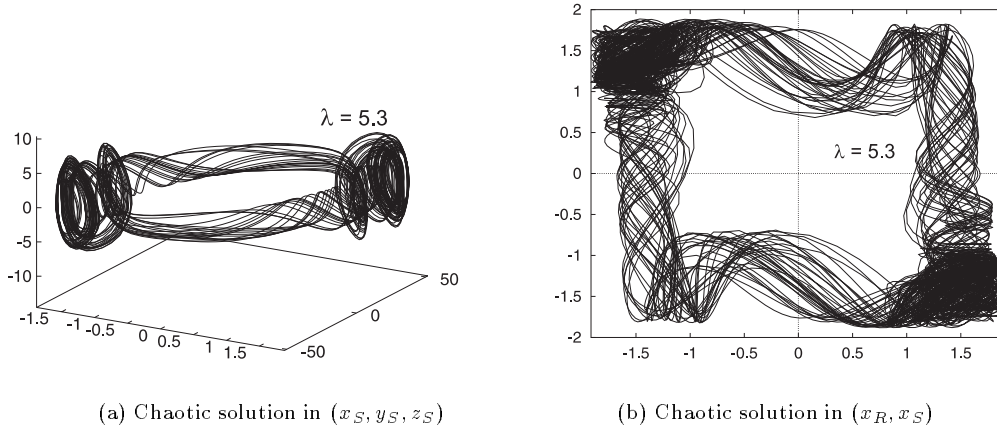 λ = 5.3
10
5
0
-5
-10
-1.5 -1 -0.5 0 0.5 1 1.5
-50 0 50
(a) Chaotic solution in (x_S, y_S, z_S)
2
1.5
1
0.5
0
-0.5
-1
-1.5
-2
λ = 5.3
-1.5 -1 -0.5 0 0.5 1 1.5
(b) Chaotic solution in (x_R, x_S)